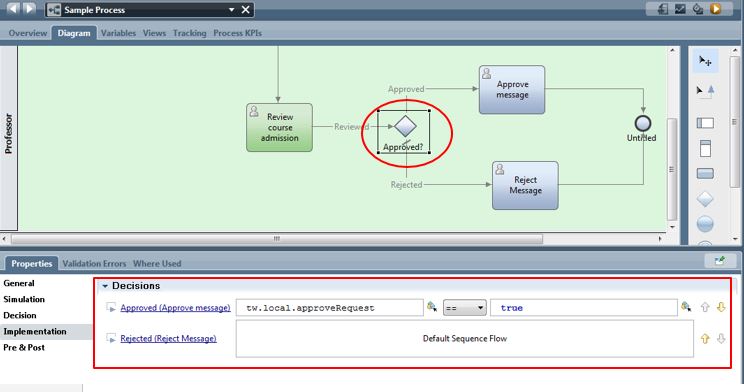 Sample Process
Overview Diagram Variables Views Tracking Process KPIs
Professor
Review
course
admission
Reviewed
Approved
Approved?
Rejected
Approve
message
Reject
Message
Untitled
Properties Validation Errors Where Used
General
Simulation
Decision
Implementation
Pre & Post
Decisions
Approved (Approve message) tw.local.approveRequest == true
Rejected (Reject Message) Default Sequence Flow